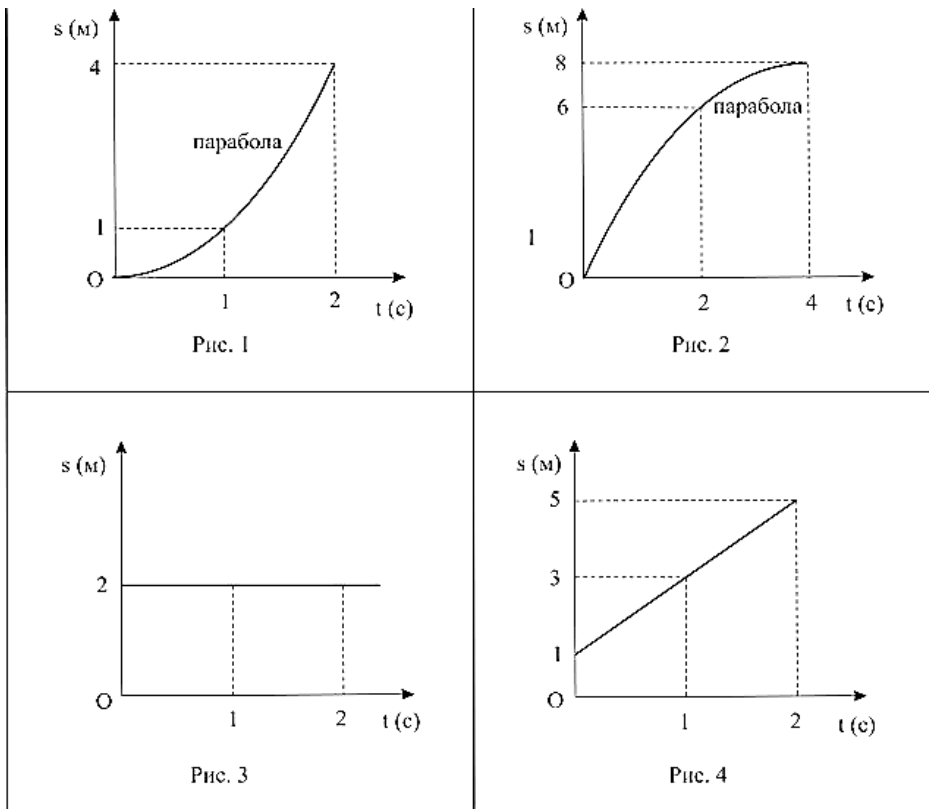 s (м)
4
парабола
1
O
1
2
t (с)
Рис. 1
s (м)
8
6
парабола
1
O
2
4
t (с)
Рис. 2
s (м)
2
O
1
2
t (с)
Рис. 3
s (м)
5
3
1
O
1
2
t (с)
Рис. 4